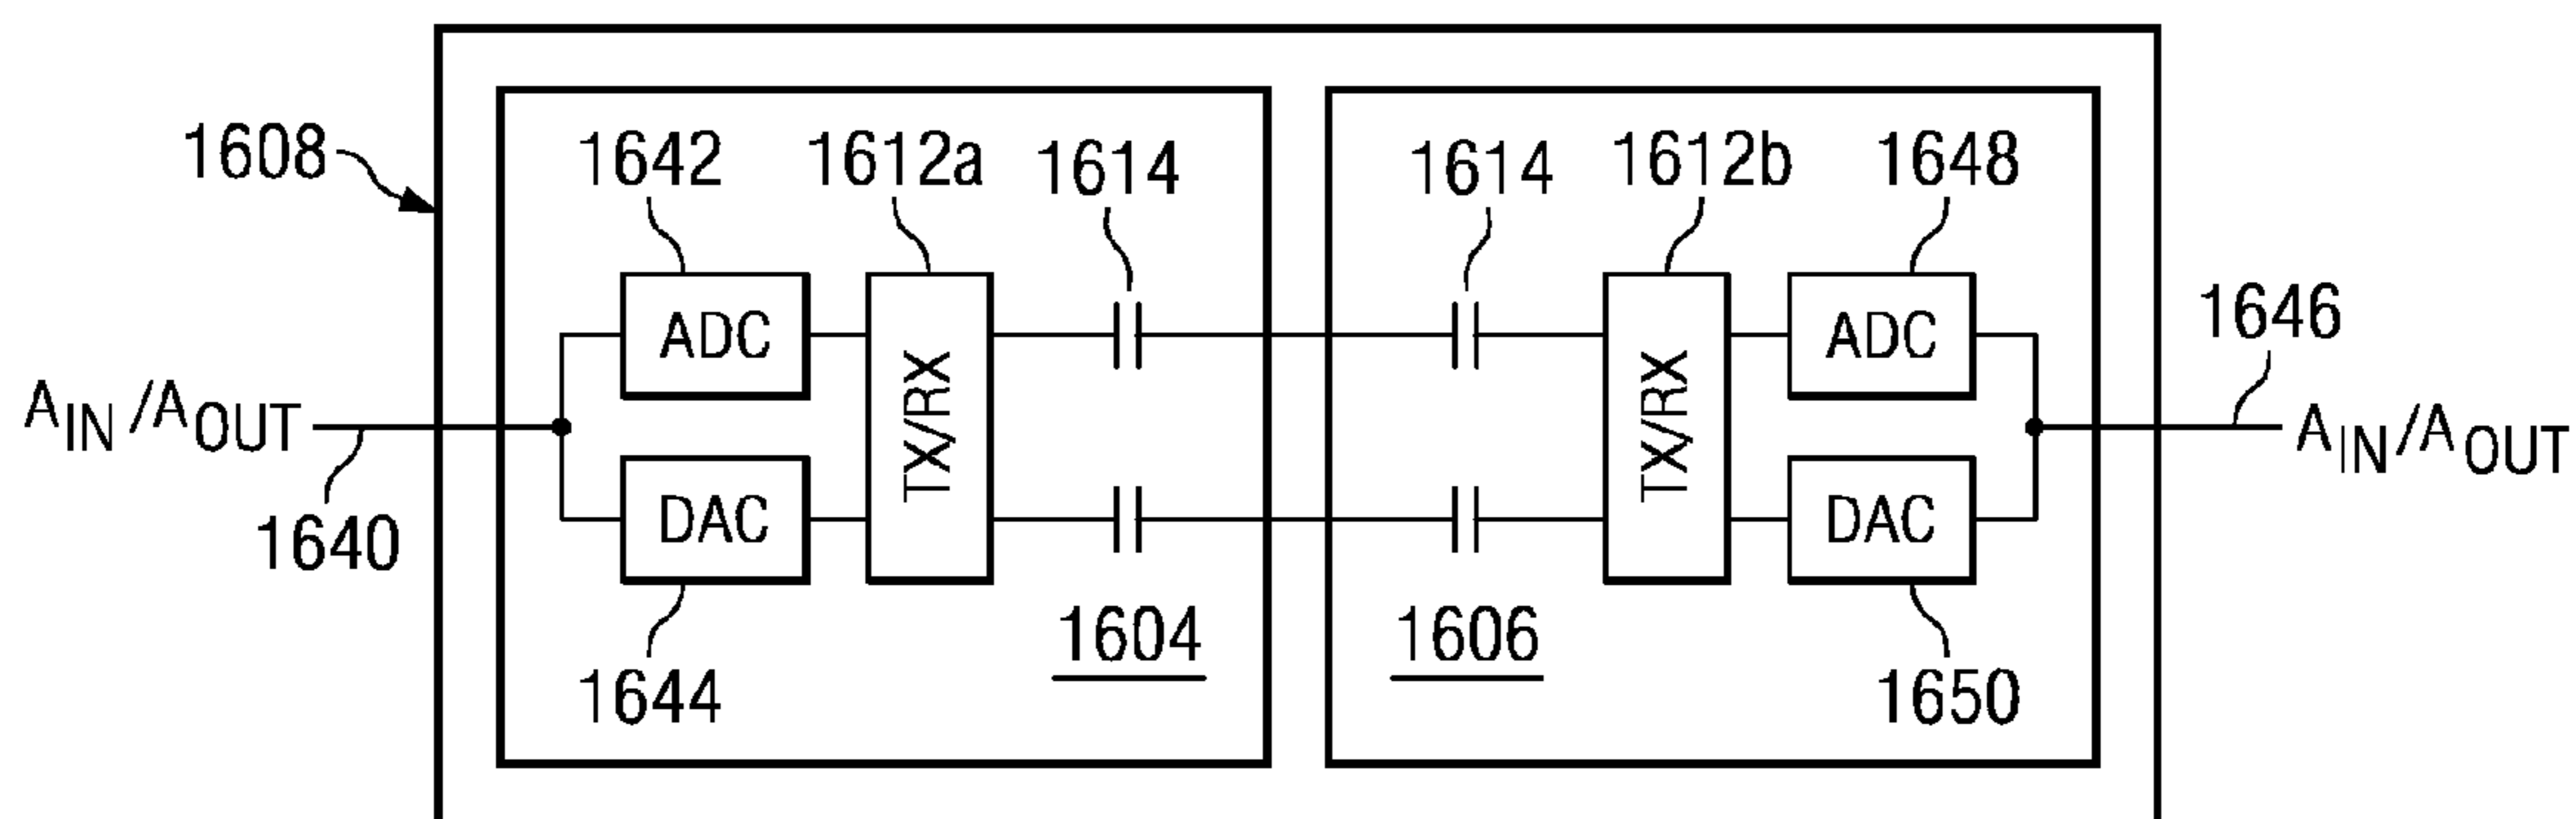 1608
1642
1612a
1614
1614
1612b
1648
1646
ADC
ADC
TX/RX
TX/RX
A_IN/A_OUT
A_IN/A_OUT
1640
DAC
DAC
1604
1606
1644
1650